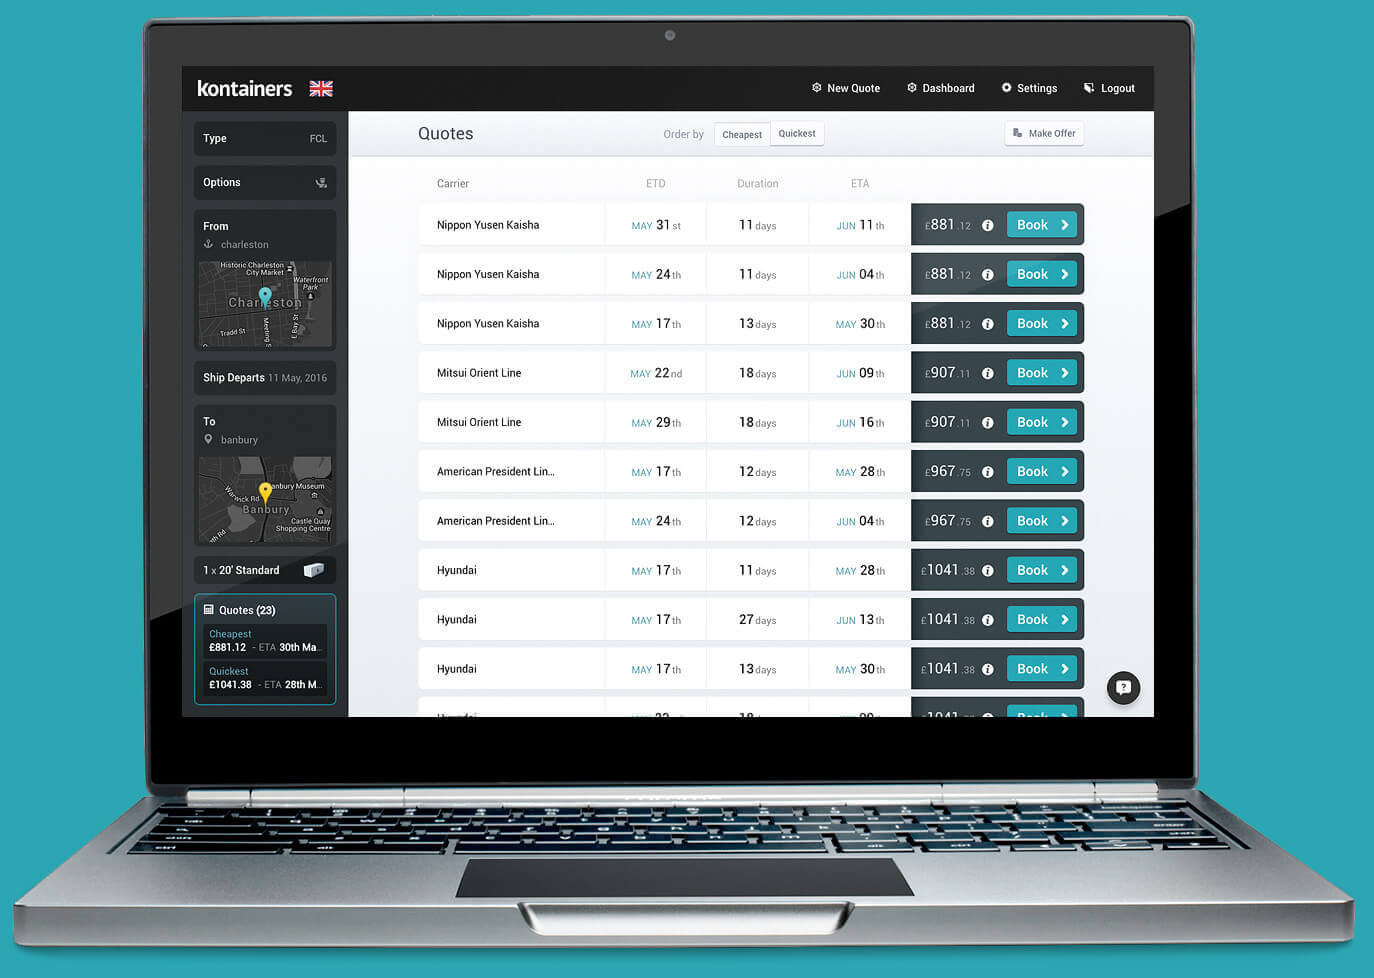 kontainers
New Quote Dashboard Settings Logout
Type FCL
Options
From
charleston
Historic Charleston
City Market
Waterfront
Park
Charleston
Tradd St
Meeting S
E Bay St
Ship Departs 11 May, 2016
To
banbury
Banbury Museum
Warwick Rd
Banbury
Castle Quay
Shopping Centre
th Rd
1 x 20' Standard
Quotes (23)
Cheapest
£881.12 - ETA 30th Ma...
Quickest
£1041.38 - ETA 28th M...
Quotes Order by Cheapest Quickest Make Offer
Carrier ETD Duration ETA
Nippon Yusen Kaisha MAY 31 st 11 days JUN 11 th £881.12 Book
Nippon Yusen Kaisha MAY 24 th 11 days JUN 04 th £881.12 Book
Nippon Yusen Kaisha MAY 17 th 13 days MAY 30 th £881.12 Book
Mitsui Orient Line MAY 22 nd 18 days JUN 09 th £907.11 Book
Mitsui Orient Line MAY 29 th 18 days JUN 16 th £907.11 Book
American President Lin... MAY 17 th 12 days MAY 28 th £967.75 Book
American President Lin... MAY 24 th 12 days JUN 04 th £967.75 Book
Hyundai MAY 17 th 11 days MAY 28 th £1041.38 Book
Hyundai MAY 17 th 27 days JUN 13 th £1041.38 Book
Hyundai MAY 17 th 13 days MAY 30 th £1041.38 Book
shift
ctrl alt alt ctrl